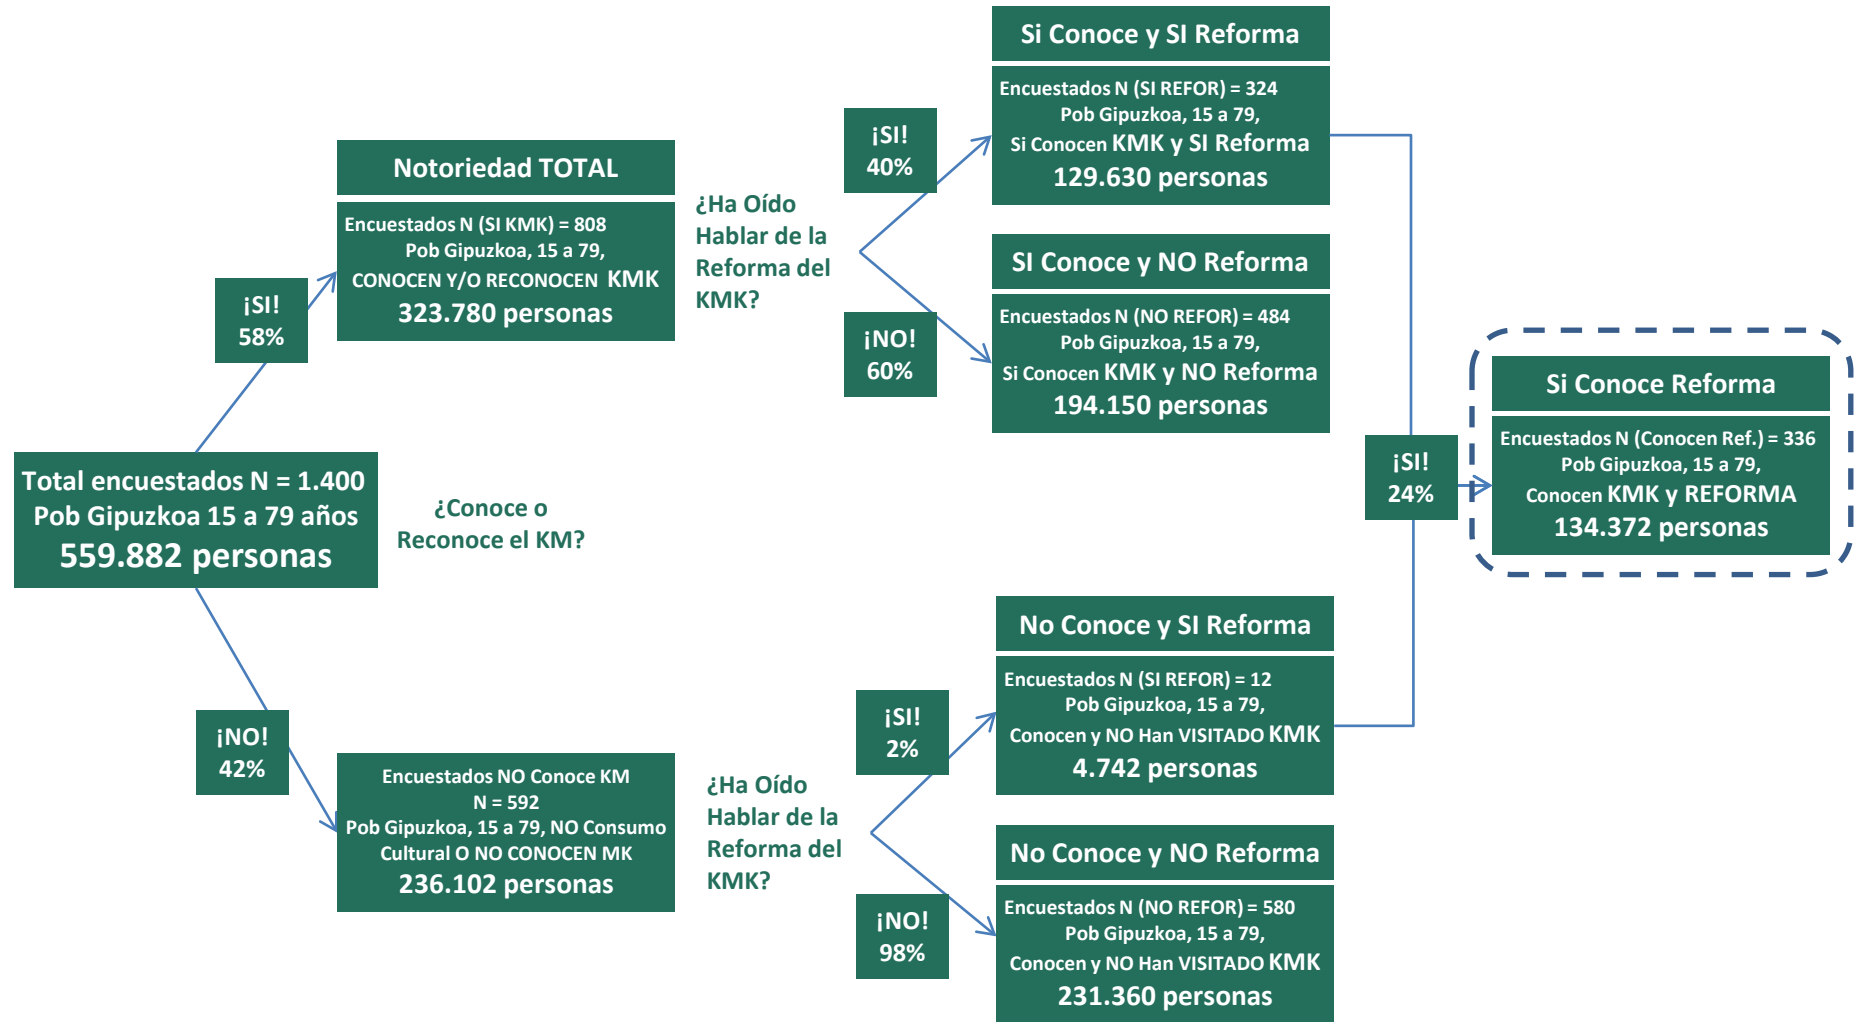 Total encuestados N = 1.400
Pob Gipuzkoa 15 a 79 años
559.882 personas
¿Conoce o
Reconoce el KM?
¡SI!
58%
¡NO!
42%
Notoriedad TOTAL
Encuestados N (SI KMK) = 808
Pob Gipuzkoa, 15 a 79,
CONOCEN Y/O RECONOCEN KMK
323.780 personas
Encuestados NO Conoce KM
N = 592
Pob Gipuzkoa, 15 a 79, NO Consumo
Cultural O NO CONOCEN MK
236.102 personas
¿Ha Oído
Hablar de la
Reforma del
KMK?
¡SI!
40%
¡NO!
60%
Si Conoce y SI Reforma
Encuestados N (SI REFOR) = 324
Pob Gipuzkoa, 15 a 79,
Si Conocen KMK y SI Reforma
129.630 personas
SI Conoce y NO Reforma
Encuestados N (NO REFOR) = 484
Pob Gipuzkoa, 15 a 79,
Si Conocen KMK y NO Reforma
194.150 personas
¿Ha Oído
Hablar de la
Reforma del
KMK?
¡SI!
2%
¡NO!
98%
No Conoce y SI Reforma
Encuestados N (SI REFOR) = 12
Pob Gipuzkoa, 15 a 79,
Conocen y NO Han VISITADO KMK
4.742 personas
No Conoce y NO Reforma
Encuestados N (NO REFOR) = 580
Pob Gipuzkoa, 15 a 79,
Conocen y NO Han VISITADO KMK
231.360 personas
¡SI!
24%
Si Conoce Reforma
Encuestados N (Conocen Ref.) = 336
Pob Gipuzkoa, 15 a 79,
Conocen KMK y REFORMA
134.372 personas